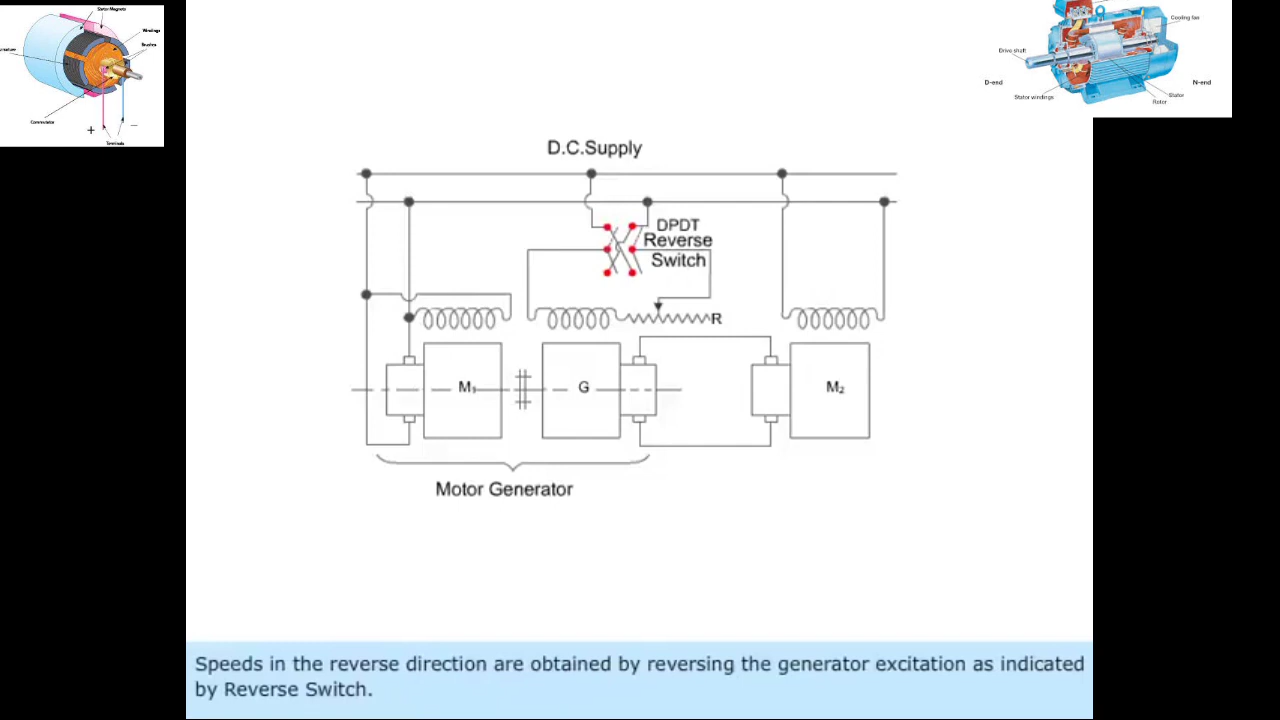 Stator Magnets
Windings
Brushes
Commutator
+
−
Terminals
Cooling fan
Drive shaft
D-end
N-end
Stator windings
Stator
Rotor
D.C.Supply
DPDT
Reverse
Switch
R
M₁
G
M₂
Motor Generator
Speeds in the reverse direction are obtained by reversing the generator excitation as indicated
by Reverse Switch.